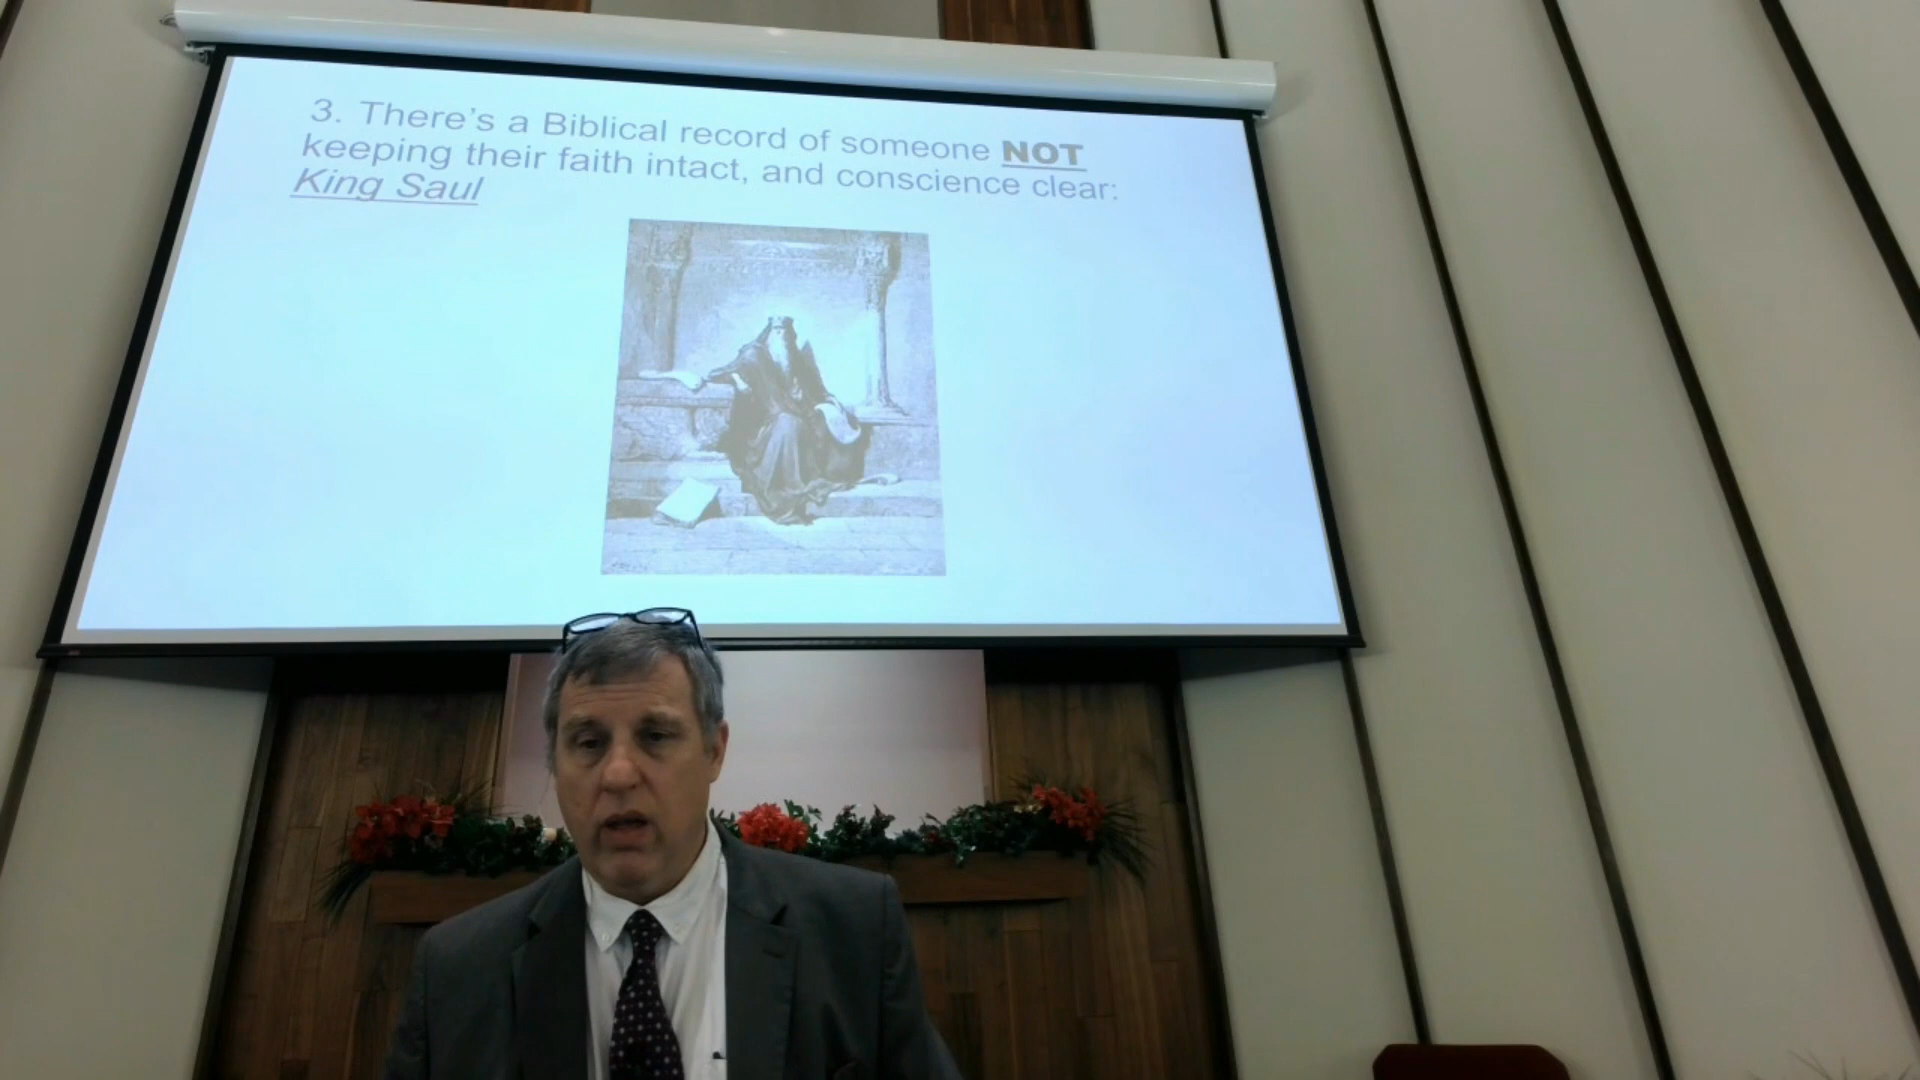 3. There's a Biblical record of someone NOT
keeping their faith intact, and conscience clear:
King Saul